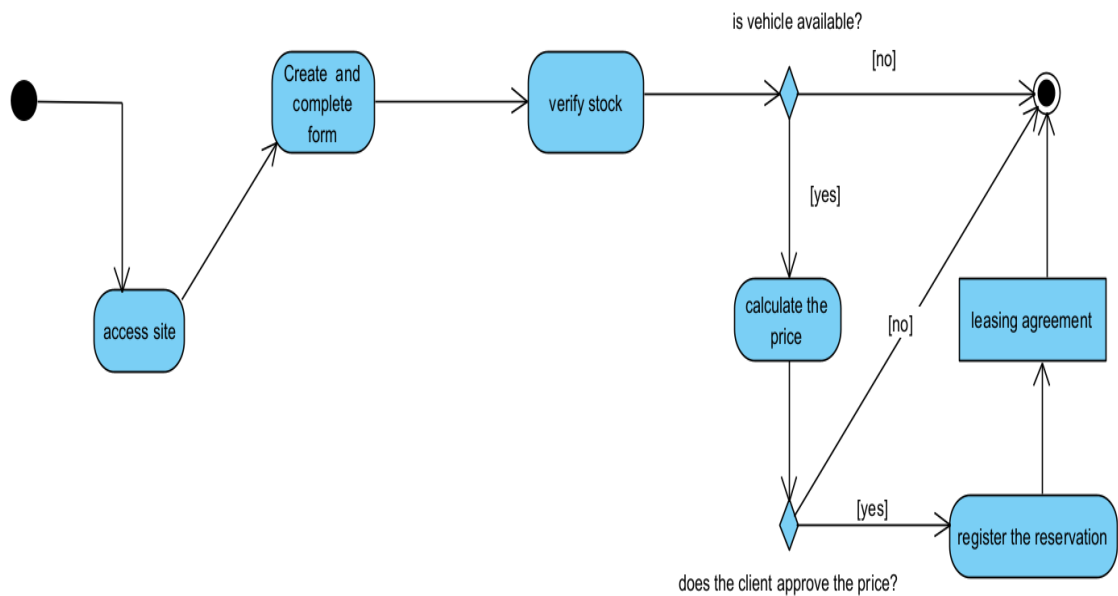 is vehicle available?
[no]
Create and
complete
form
verify stock
[yes]
access site
calculate the
price
[no]
leasing agreement
[yes]
register the reservation
does the client approve the price?